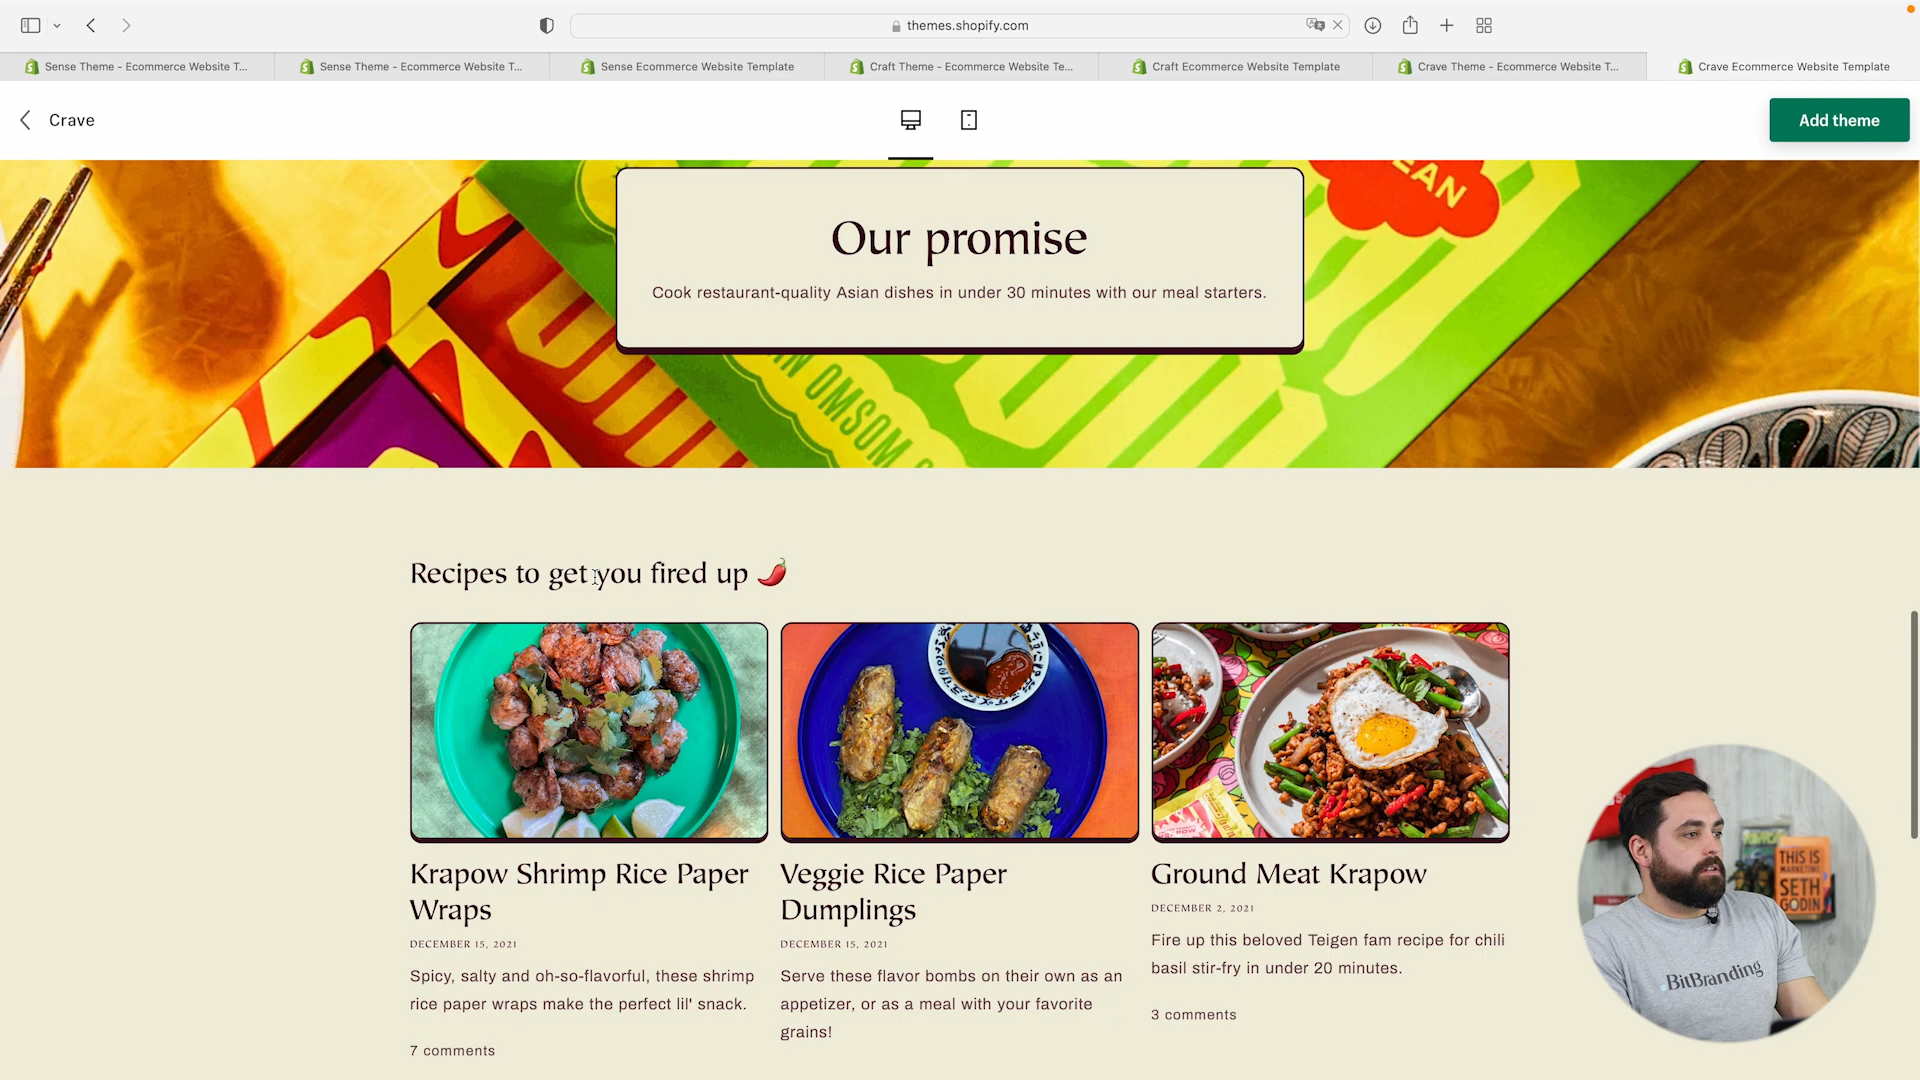 themes.shopify.com
Sense Theme - Ecommerce Website T...
Sense Theme - Ecommerce Website T...
Sense Ecommerce Website Template
Craft Theme - Ecommerce Website Te...
Craft Ecommerce Website Template
Crave Theme - Ecommerce Website T...
Crave Ecommerce Website Template
Crave
Add theme
EAN
Our promise
Cook restaurant-quality Asian dishes in under 30 minutes with our meal starters.
OMSOM
Recipes to get you fired up 🌶️
Krapow Shrimp Rice Paper
Wraps
DECEMBER 15, 2021
Spicy, salty and oh-so-flavorful, these shrimp
rice paper wraps make the perfect lil' snack.
7 comments
Veggie Rice Paper
Dumplings
DECEMBER 15, 2021
Serve these flavor bombs on their own as an
appetizer, or as a meal with your favorite
grains!
Ground Meat Krapow
DECEMBER 2, 2021
Fire up this beloved Teigen fam recipe for chili
basil stir-fry in under 20 minutes.
3 comments
THIS IS
MARKETING
SETH
GODIN
.BitBranding